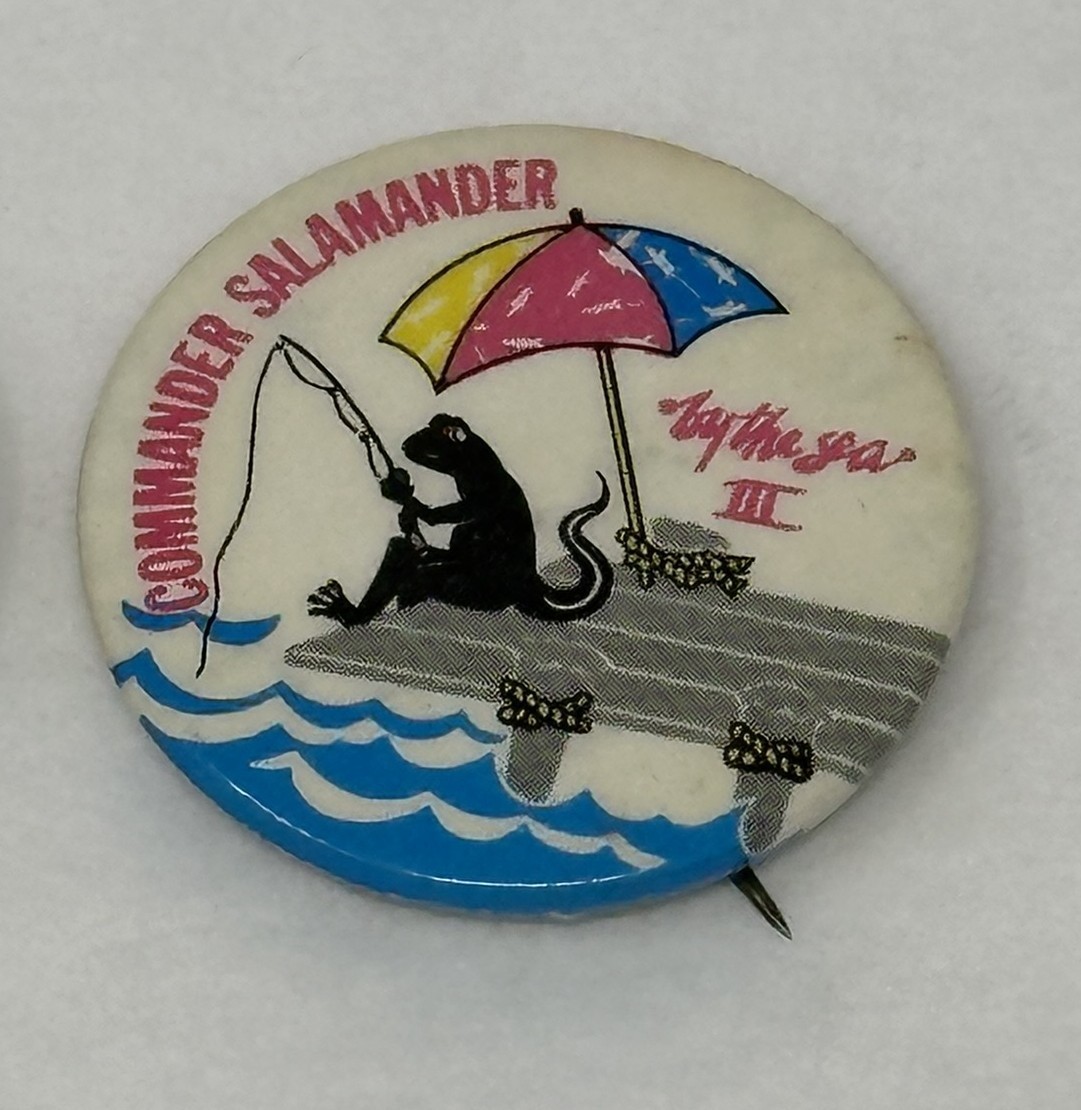 COMMANDER SALAMANDER
by the sea
III